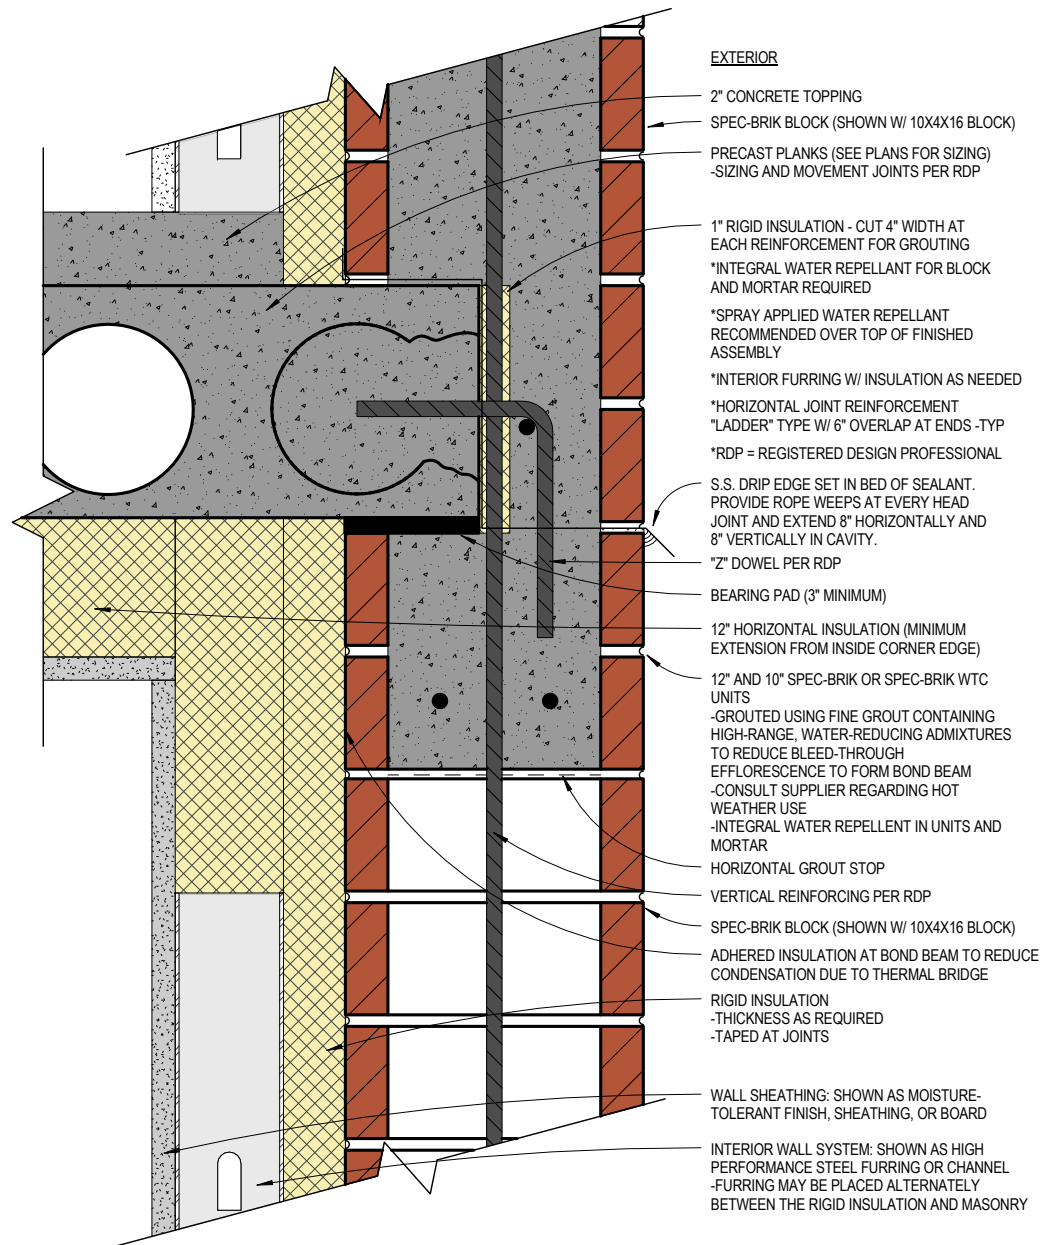 EXTERIOR
2" CONCRETE TOPPING
SPEC-BRIK BLOCK (SHOWN W/ 10X4X16 BLOCK)
PRECAST PLANKS (SEE PLANS FOR SIZING)
-SIZING AND MOVEMENT JOINTS PER RDP
1" RIGID INSULATION - CUT 4" WIDTH AT
EACH REINFORCEMENT FOR GROUTING
*INTEGRAL WATER REPELLANT FOR BLOCK
AND MORTAR REQUIRED
*SPRAY APPLIED WATER REPELLANT
RECOMMENDED OVER TOP OF FINISHED
ASSEMBLY
*INTERIOR FURRING W/ INSULATION AS NEEDED
*HORIZONTAL JOINT REINFORCEMENT
"LADDER" TYPE W/ 6" OVERLAP AT ENDS -TYP
*RDP = REGISTERED DESIGN PROFESSIONAL
S.S. DRIP EDGE SET IN BED OF SEALANT.
PROVIDE ROPE WEEPS AT EVERY HEAD
JOINT AND EXTEND 8" HORIZONTALLY AND
8" VERTICALLY IN CAVITY.
"Z" DOWEL PER RDP
BEARING PAD (3" MINIMUM)
12" HORIZONTAL INSULATION (MINIMUM
EXTENSION FROM INSIDE CORNER EDGE)
12" AND 10" SPEC-BRIK OR SPEC-BRIK WTC
UNITS
-GROUTED USING FINE GROUT CONTAINING
HIGH-RANGE, WATER-REDUCING ADMIXTURES
TO REDUCE BLEED-THROUGH
EFFLORESCENCE TO FORM BOND BEAM
-CONSULT SUPPLIER REGARDING HOT
WEATHER USE
-INTEGRAL WATER REPELLENT IN UNITS AND
MORTAR
HORIZONTAL GROUT STOP
VERTICAL REINFORCING PER RDP
SPEC-BRIK BLOCK (SHOWN W/ 10X4X16 BLOCK)
ADHERED INSULATION AT BOND BEAM TO REDUCE
CONDENSATION DUE TO THERMAL BRIDGE
RIGID INSULATION
-THICKNESS AS REQUIRED
-TAPED AT JOINTS
WALL SHEATHING: SHOWN AS MOISTURE-
TOLERANT FINISH, SHEATHING, OR BOARD
INTERIOR WALL SYSTEM: SHOWN AS HIGH
PERFORMANCE STEEL FURRING OR CHANNEL
-FURRING MAY BE PLACED ALTERNATELY
BETWEEN THE RIGID INSULATION AND MASONRY